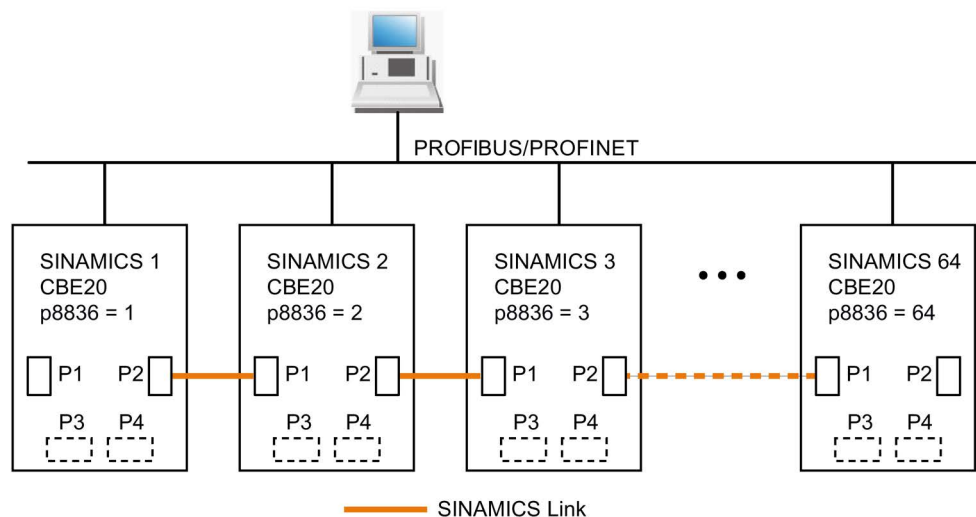 PROFIBUS/PROFINET
SINAMICS 1
CBE20
p8836 = 1
P1
P2
P3
P4
SINAMICS 2
CBE20
p8836 = 2
P1
P2
P3
P4
SINAMICS 3
CBE20
p8836 = 3
P1
P2
P3
P4
•••
SINAMICS 64
CBE20
p8836 = 64
P1
P2
P3
P4
SINAMICS Link